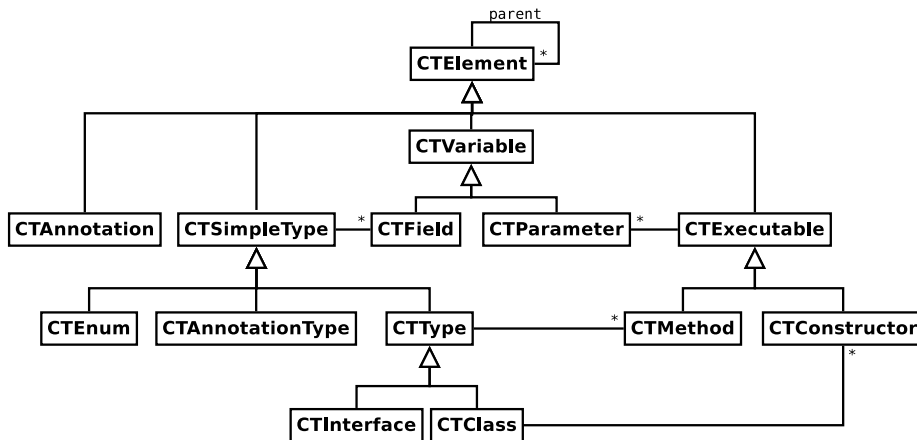 parent
*
CTElement
CTVariable
CTAnnotation CTSimpleType * CTField CTParameter * CTExecutable
CTEnum CTAnnotationType CTType * CTMethod CTConstructor
*
CTInterface CTClass